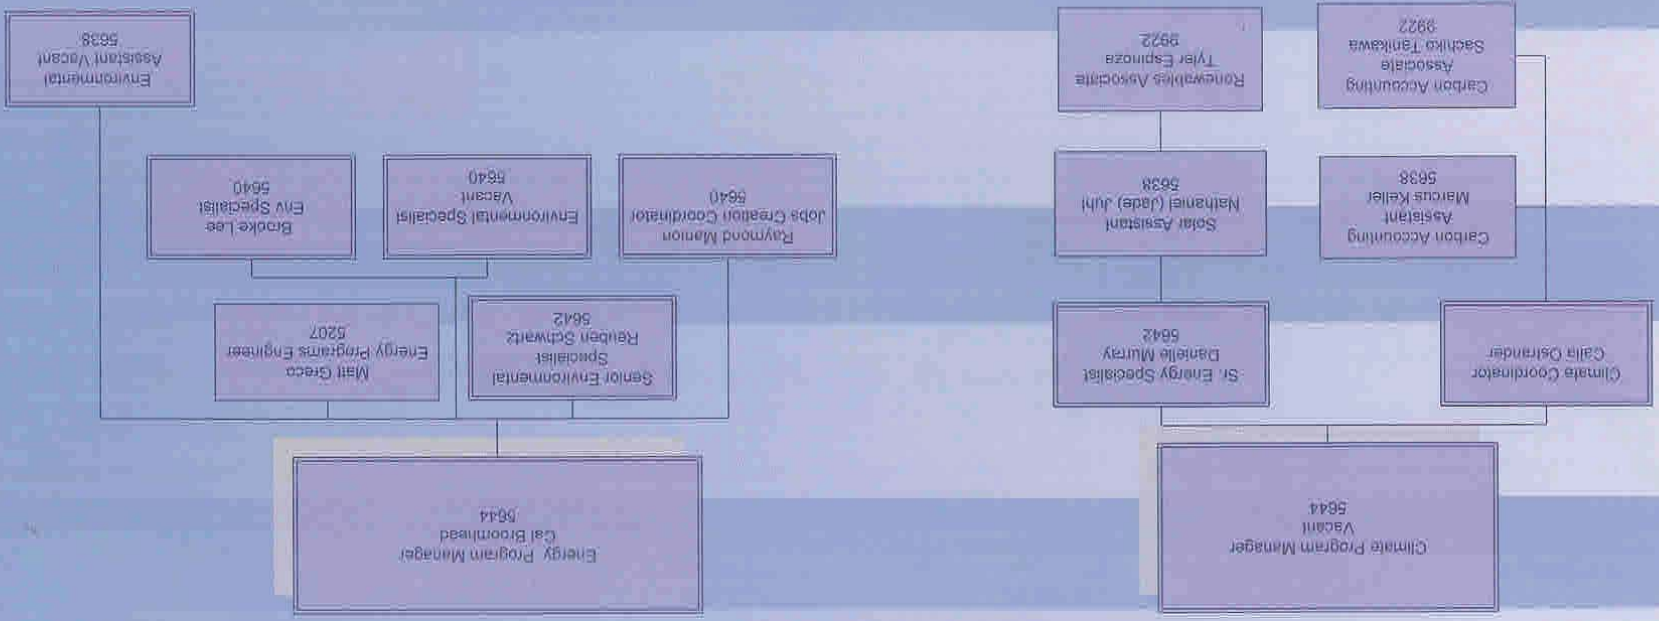 Climate Program Manager
Vacant
5644
Energy Program Manager
Cal Broomhead
5644
Climate Coordinator
Calla Ostrander
Sr. Energy Specialist
Danielle Murray
5642
Senior Environmental
Specialist
Reuben Schwartz
5642
Matt Greco
Energy Programs Engineer
5207
Carbon Accounting
Assistant
Marcus Keller
5638
Solar Assistant
Nathaniel (Jade) Juhl
5638
Raymond Manion
Jobs Creation Coordinator
5640
Environmental Specialist
Vacant
5640
Brooke Lee
Env Specialist
5640
Carbon Accounting
Associate
Sachiko Tanikawa
9922
Renewables Associate
Tyler Espinoza
9922
Environmental
Assistant Vacant
5638